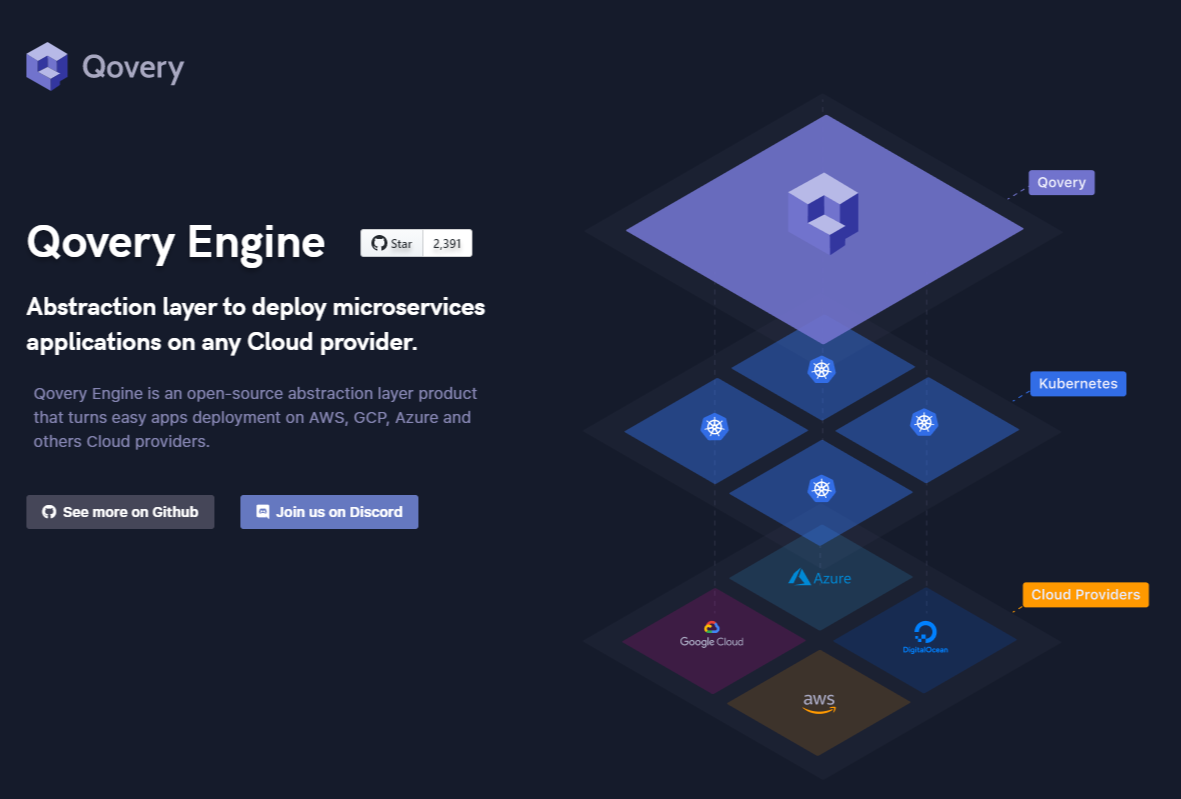 Qovery
Qovery Engine
Star 2,391
Abstraction layer to deploy microservices
applications on any Cloud provider.
Qovery Engine is an open-source abstraction layer product
that turns easy apps deployment on AWS, GCP, Azure and
others Cloud providers.
See more on Github
Join us on Discord
Qovery
Kubernetes
Cloud Providers
Azure
Google Cloud
DigitalOcean
aws